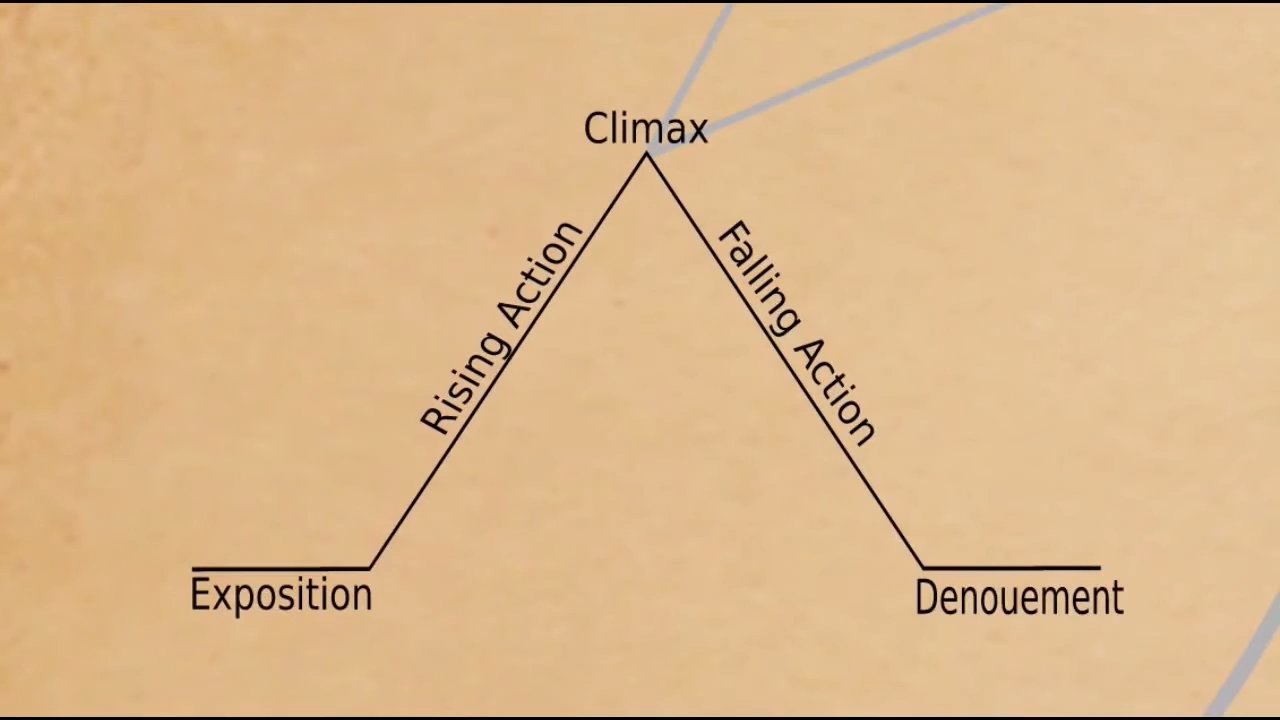 Climax
Rising Action
Falling Action
Exposition
Denouement